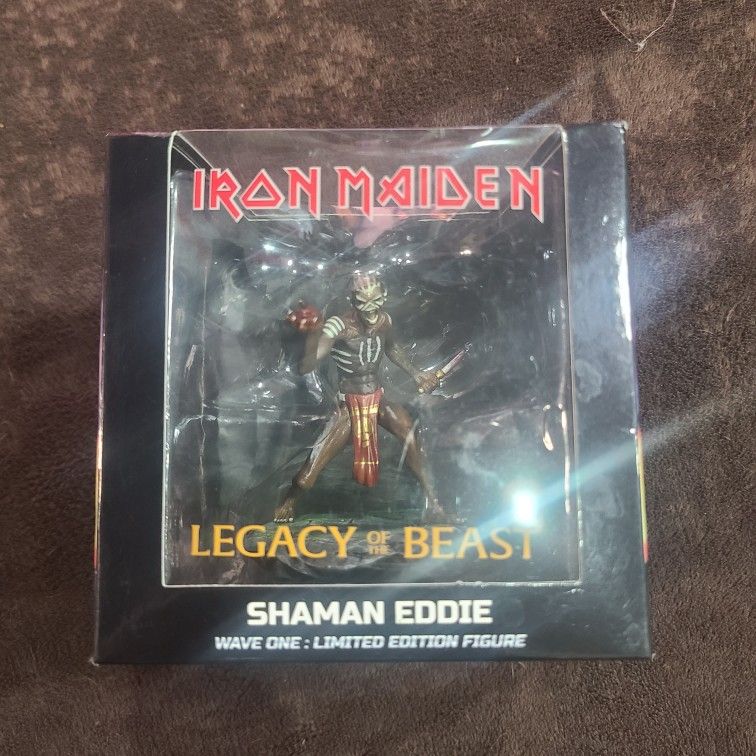 IRON MAIDEN
LEGACY OF THE BEAST
SHAMAN EDDIE
WAVE ONE: LIMITED EDITION FIGURE